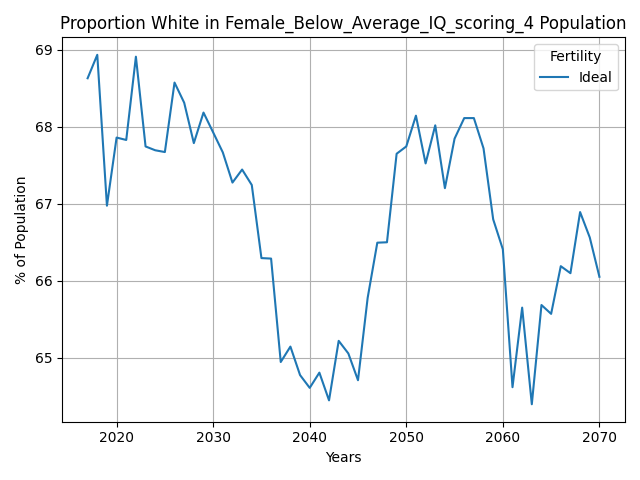 Proportion White in Female_Below_Average_IQ_scoring_4 Population
Fertility
Ideal
% of Population
69
68
67
66
65
2020 2030 2040 2050 2060 2070
Years